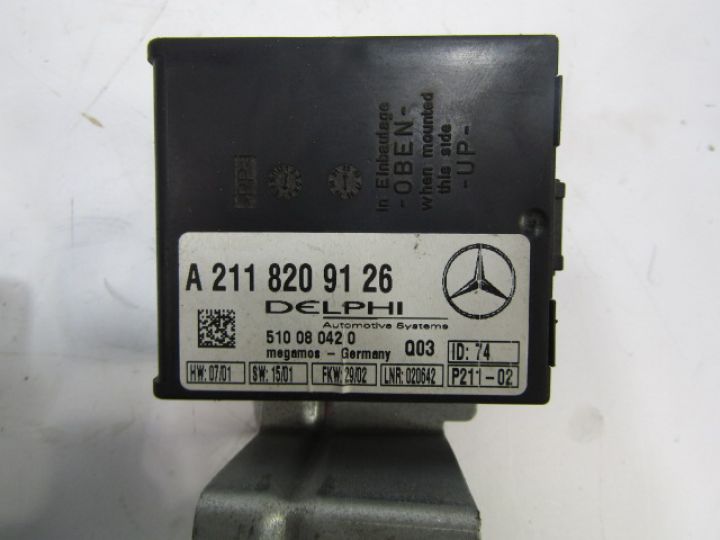 in Einbaulage
-OBEN-
when mounted
this side
-UP-
A 211 820 91 26
DELPHI
Automotive Systems
510 08 042 0
megamos - Germany
Q03
ID: 74
HW: 07/01
SW: 15/01
FKW: 29/02
LNR: 020642
P211-02